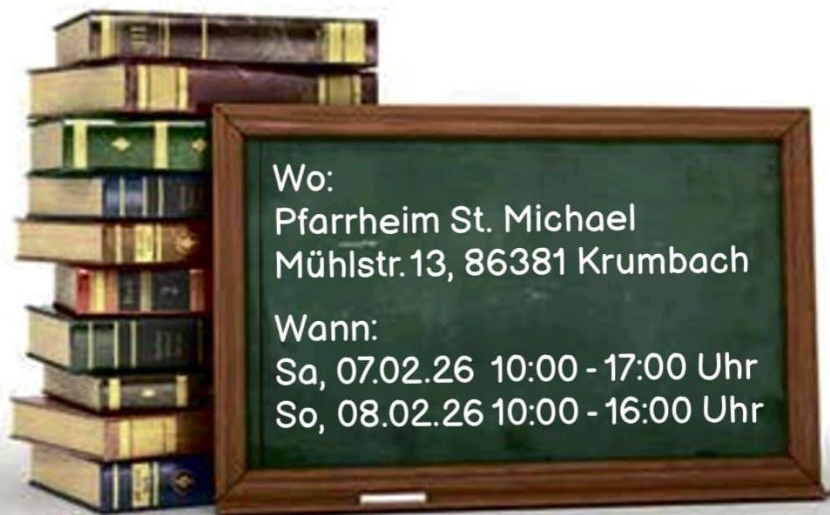 Wo:
Pfarrheim St. Michael
Mühlstr.13, 86381 Krumbach
Wann:
Sa, 07.02.26 10:00 - 17:00 Uhr
So, 08.02.26 10:00 - 16:00 Uhr